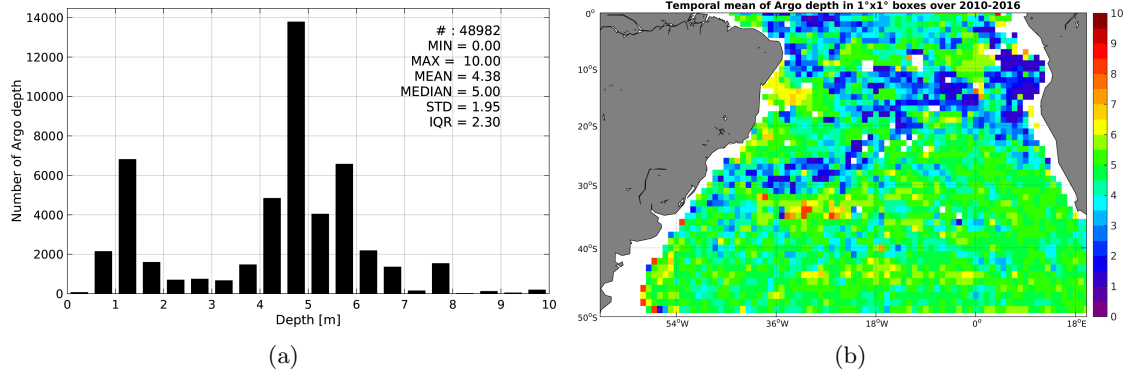 Temporal mean of Argo depth in 1°x1° boxes over 2010-2016
14000
12000
10000
8000
6000
4000
2000
0
Number of Argo depth
# : 48982
MIN = 0.00
MAX = 10.00
MEAN = 4.38
MEDIAN = 5.00
STD = 1.95
IQR = 2.30
0 1 2 3 4 5 6 7 8 9 10
Depth [m]
(a)
0°
10°S
20°S
30°S
40°S
50°S
54°W 36°W 18°W 0° 18°E
10
9
8
7
6
5
4
3
2
1
0
(b)